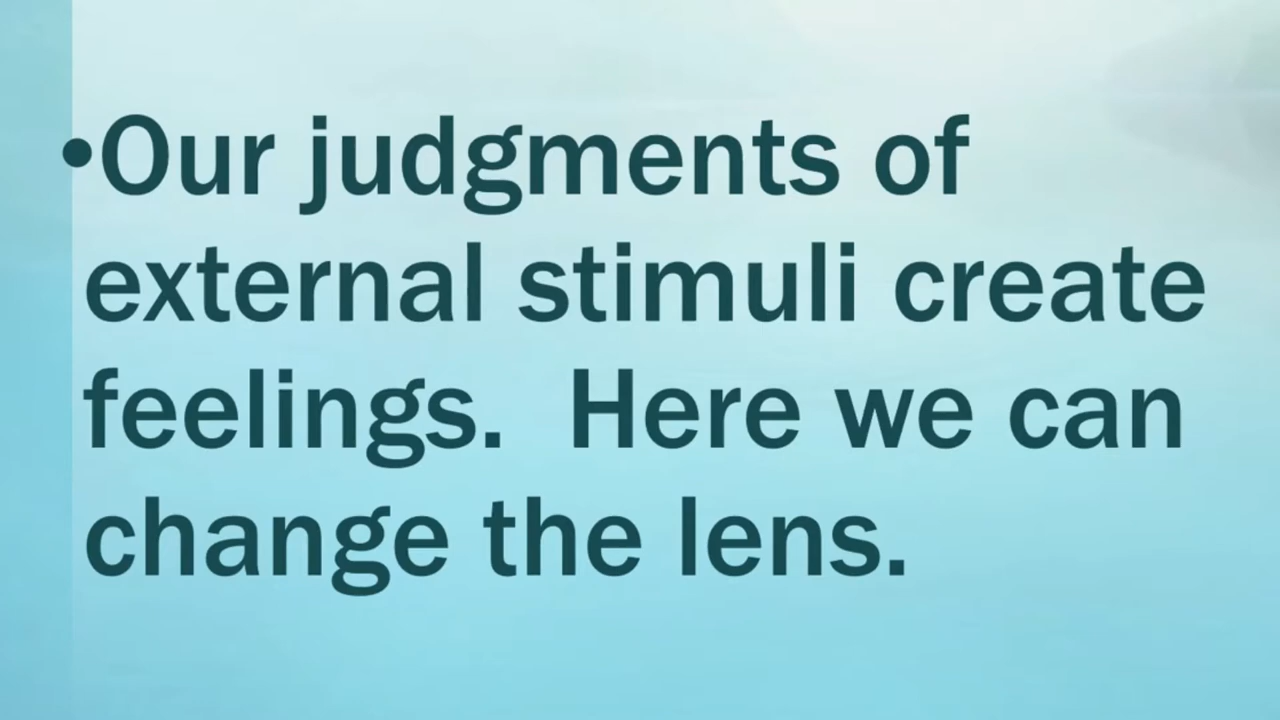 •Our judgments of
external stimuli create
feelings.  Here we can
change the lens.